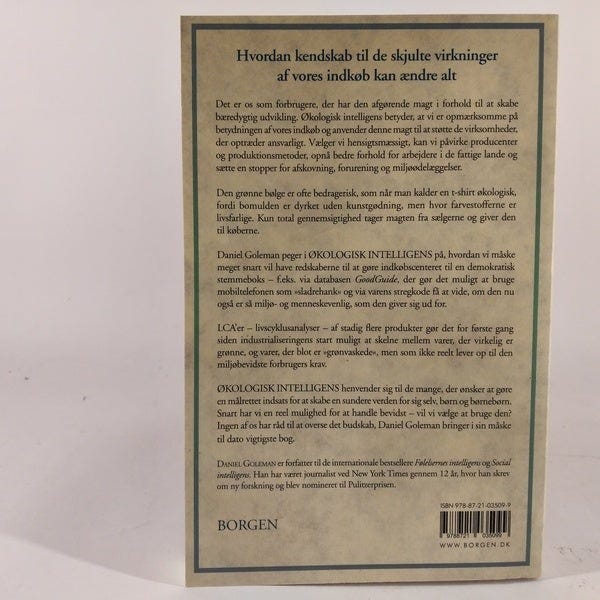 Hvordan kendskab til de skjulte virkninger
af vores indkøb kan ændre alt
Det er os som forbrugere, der har den afgørende magt i forhold til at skabe
bæredygtig udvikling. Økologisk intelligens betyder, at vi er opmærksomme på
betydningen af vores indkøb og anvender denne magt til at støtte de virksomheder,
der optræder ansvarligt. Vælger vi hensigtsmæssigt, kan vi påvirke producenter
og produktionsmetoder, opnå bedre forhold for arbejdere i de fattige lande og
sætte en stopper for afskovning, forurening og miljøødelæggelser.
Den grønne bølge er ofte bedragerisk, som når man kalder en t-shirt økologisk,
fordi bomulden er dyrket uden kunstgødning, men hvor farvestofferne er
livsfarlige. Kun total gennemsigtighed tager magten fra sælgerne og giver den
til køberne.
Daniel Goleman peger i ØKOLOGISK INTELLIGENS på, hvordan vi måske
meget snart vil have redskaberne til at gøre indkøbscenteret til en demokratisk
stemmeboks – f.eks. via databasen GoodGuide, der gør det muligt at bruge
mobiltelefonen som »sladrehank« og via varens stregkode få at vide, om den nu
også er så miljø- og menneskevenlig, som den giver sig ud for.
LCA'er – livscyklusanalyser – af stadig flere produkter gør det for første gang
siden industrialiseringens start muligt at skelne mellem varer, der virkelig er
grønne, og varer, der blot er »grønvaskede«, men som ikke reelt lever op til den
miljøbevidste forbrugers krav.
ØKOLOGISK INTELLIGENS henvender sig til de mange, der ønsker at gøre
en målrettet indsats for at skabe en sundere verden for sig selv, børn og børnebørn.
Snart har vi en reel mulighed for at handle bevidst – vil vi vælge at bruge den?
Ingen af os har råd til at overse det budskab, Daniel Goleman bringer i sin måske
til dato vigtigste bog.
DANIEL GOLEMAN er forfatter til de internationale bestsellere Følelsernes intelligens og Social
intelligens. Han har været journalist ved New York Times gennem 12 år, hvor han skrev
om ny forskning og blev nomineret til Pulitzerprisen.
ISBN 978-87-21-03509-9
BORGEN
9788721 035099
WWW.BORGEN.DK